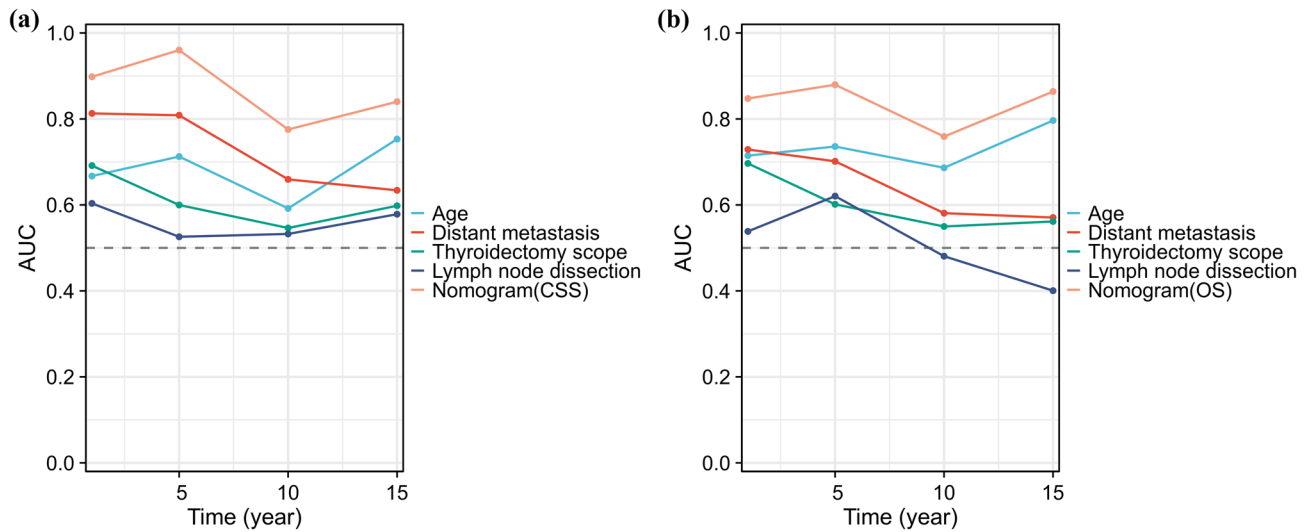 (a)
1.0
0.8
0.6
0.4
0.2
0.0
AUC
5
10
15
Time (year)
Age
Distant metastasis
Thyroidectomy scope
Lymph node dissection
Nomogram(CSS)
(b)
1.0
0.8
0.6
0.4
0.2
0.0
AUC
5
10
15
Time (year)
Age
Distant metastasis
Thyroidectomy scope
Lymph node dissection
Nomogram(OS)